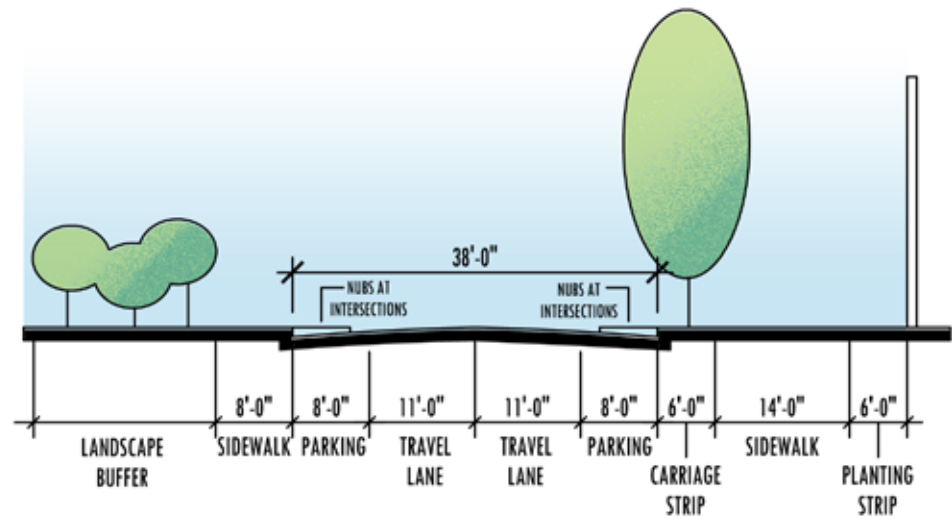 38'-0"
NUBS AT
INTERSECTIONS
NUBS AT
INTERSECTIONS
8'-0" 8'-0" 11'-0" 11'-0" 8'-0" 6'-0" 14'-0" 6'-0"
LANDSCAPE
BUFFER
SIDEWALK
PARKING
TRAVEL
LANE
TRAVEL
LANE
PARKING
CARRIAGE
STRIP
SIDEWALK
PLANTING
STRIP